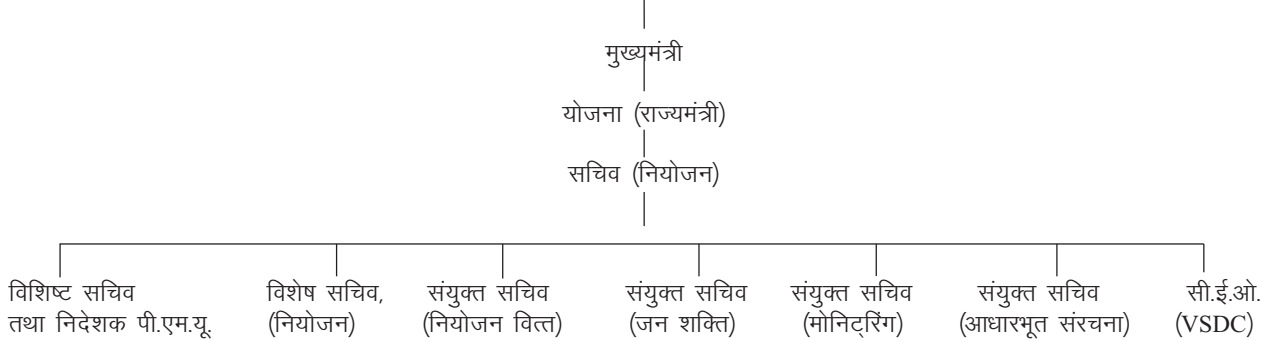 मुख्यमंत्री
योजना (राज्यमंत्री)
सचिव (नियोजन)
विशिष्ट सचिव
तथा निदेशक पी.एम.यू.
विशेष सचिव,
(नियोजन)
संयुक्त सचिव
(नियोजन वित्त)
संयुक्त सचिव
(जन शक्ति)
संयुक्त सचिव
(मोनिट्रिंग)
संयुक्त सचिव
(आधारभूत संरचना)
सी.ई.ओ.
(VSDC)